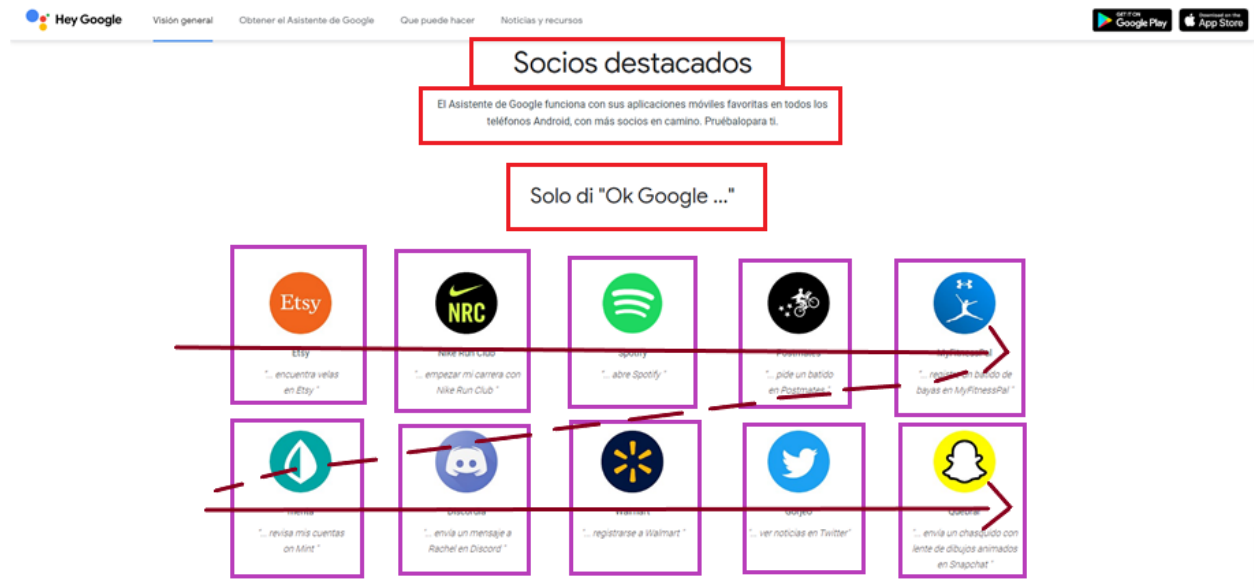 Hey Google
Visión general
Obtener el Asistente de Google
Que puede hacer
Noticias y recursos
GET IT ON
Google Play
Download on the
App Store
Socios destacados
El Asistente de Google funciona con sus aplicaciones móviles favoritas en todos los
teléfonos Android, con más socios en camino. Pruébalopara ti.
Solo di "Ok Google ..."
Etsy
NRC
Etsy
Nike Run Club
Spotify
Postmates
MyFitnessPal
"... encuentra velas
en Etsy "
"... empezar mi carrera con
Nike Run Club "
"... abre Spotify "
"... pide un batido
en Postmates "
"... registre un batido de
bayas en MyFitnessPal "
Menta
Discordia
Walmart
Gorjeo
Quebrar
"... revisa mis cuentas
on Mint "
"... envía un mensaje a
Rachel en Discord "
"... registrarse a Walmart "
"... ver noticias en Twitter"
"... envía un chasquido con
lente de dibujos animados
en Snapchat "